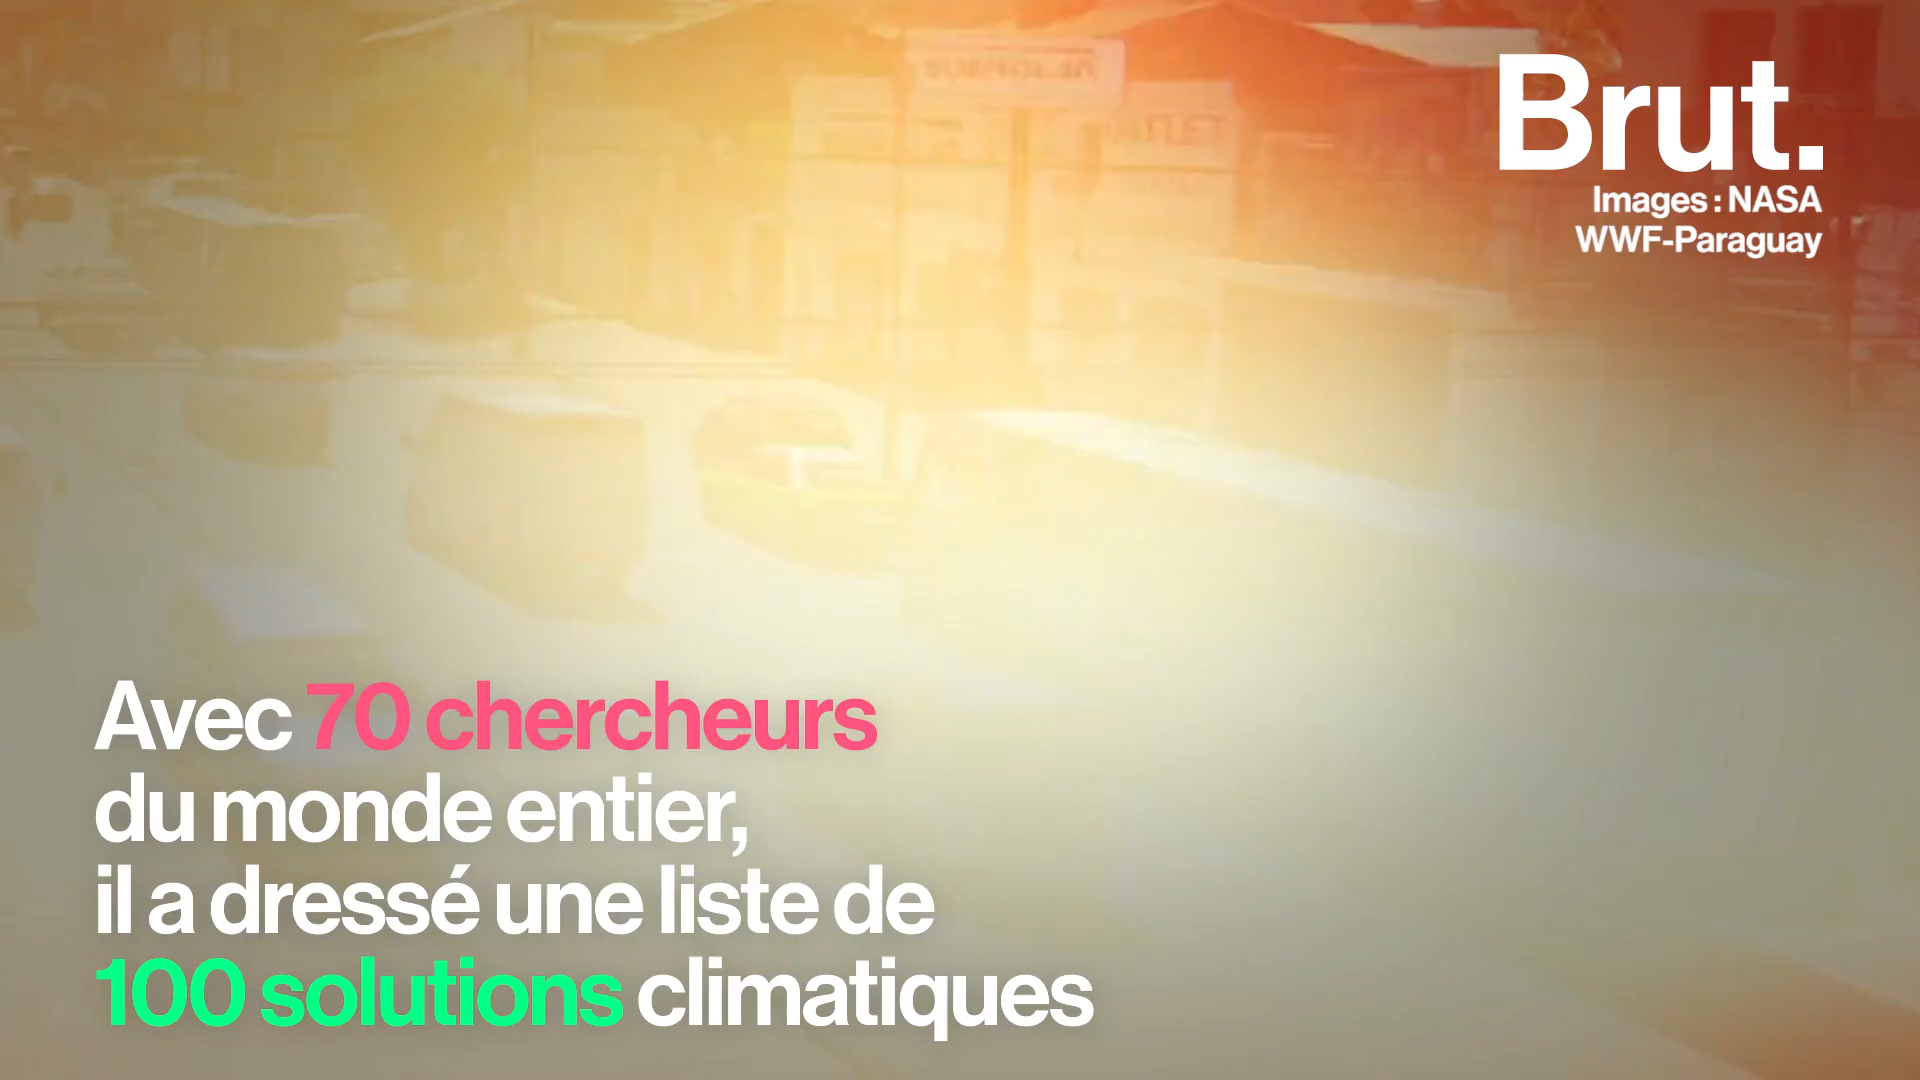 Brut.
Images : NASA
WWF-Paraguay
Avec 70 chercheurs
du monde entier,
il a dressé une liste de
100 solutions climatiques